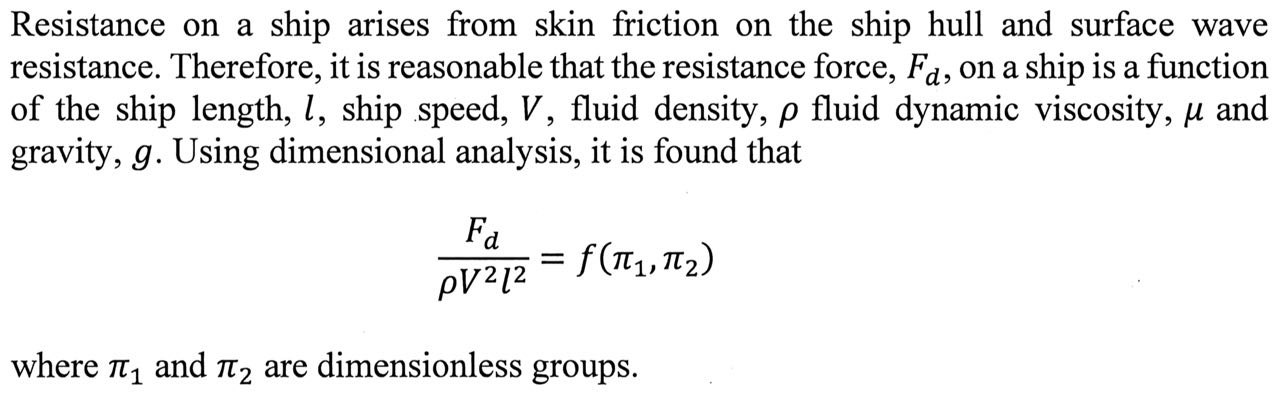 Resistance on a ship arises from skin friction on the ship hull and surface wave
resistance. Therefore, it is reasonable that the resistance force, F_d, on a ship is a function
of the ship length, l, ship speed, V, fluid density, ρ fluid dynamic viscosity, μ and
gravity, g. Using dimensional analysis, it is found that
F_d / ρV²l² = f(π₁, π₂)
where π₁ and π₂ are dimensionless groups.